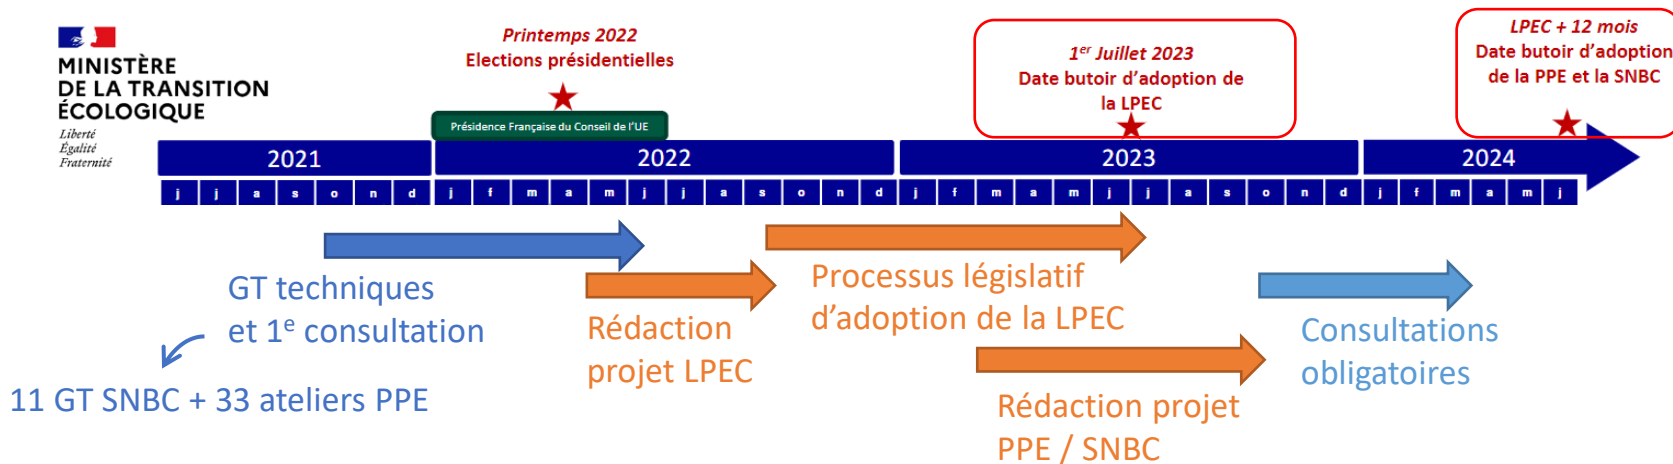 MINISTÈRE
DE LA TRANSITION
ÉCOLOGIQUE
Liberté
Égalité
Fraternité
Printemps 2022
Elections présidentielles
1er Juillet 2023
Date butoir d'adoption de
la LPEC
LPEC + 12 mois
Date butoir d'adoption
de la PPE et la SNBC
Présidence Française du Conseil de l'UE
2021 2022 2023 2024
j j a s o n d j f m a m j j a s o n d j f m a m j j a s o n d j f m a m j
GT techniques
et 1e consultation
11 GT SNBC + 33 ateliers PPE
Rédaction
projet LPEC
Processus législatif
d'adoption de la LPEC
Rédaction projet
PPE / SNBC
Consultations
obligatoires